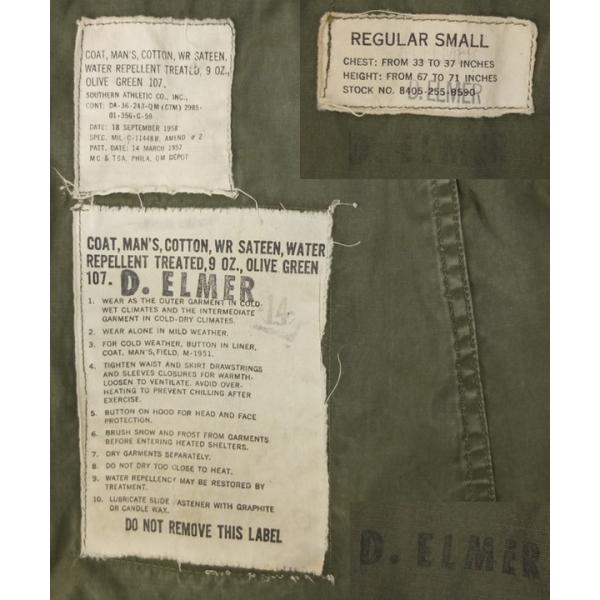 COAT, MAN'S, COTTON, WR SATEEN,
WATER REPELLENT TREATED, 9 OZ.,
OLIVE GREEN 107.
SOUTHERN ATHLETIC CO., INC.,
CONT: DA-36-243-QM (CTM) 2985-
01-356-C-59
DATE: 18 SEPTEMBER 1958
SPEC. MIL-C-11448B, AMEND # 2
PATT. DATE: 14 MARCH 1957
MC & TSA, PHILA. QM DEPOT
REGULAR SMALL
CHEST: FROM 33 TO 37 INCHES
HEIGHT: FROM 67 TO 71 INCHES
STOCK NO. 8405-255-8590
D. ELMER
D. ELMER
COAT, MAN'S, COTTON, WR SATEEN, WATER
REPELLENT TREATED, 9 OZ., OLIVE GREEN
107. D. ELMER
1. WEAR AS THE OUTER GARMENT IN COLD-
WET CLIMATES AND THE INTERMEDIATE
GARMENT IN COLD-DRY CLIMATES.
14
2. WEAR ALONE IN MILD WEATHER.
3. FOR COLD WEATHER, BUTTON IN LINER,
COAT, MAN'S, FIELD, M-1951.
4. TIGHTEN WAIST AND SKIRT DRAWSTRINGS
AND SLEEVES CLOSURES FOR WARMTH-
LOOSEN TO VENTILATE. AVOID OVER-
HEATING TO PREVENT CHILLING AFTER
EXERCISE.
5. BUTTON ON HOOD FOR HEAD AND FACE
PROTECTION.
6. BRUSH SNOW AND FROST FROM GARMENTS
BEFORE ENTERING HEATED SHELTERS.
7. DRY GARMENTS SEPARATELY.
8. DO NOT DRY TOO CLOSE TO HEAT.
9. WATER REPELLENCY MAY BE RESTORED BY
TREATMENT.
10. LUBRICATE SLIDE FASTENER WITH GRAPHITE
OR CANDLE WAX.
DO NOT REMOVE THIS LABEL
D. ELMER